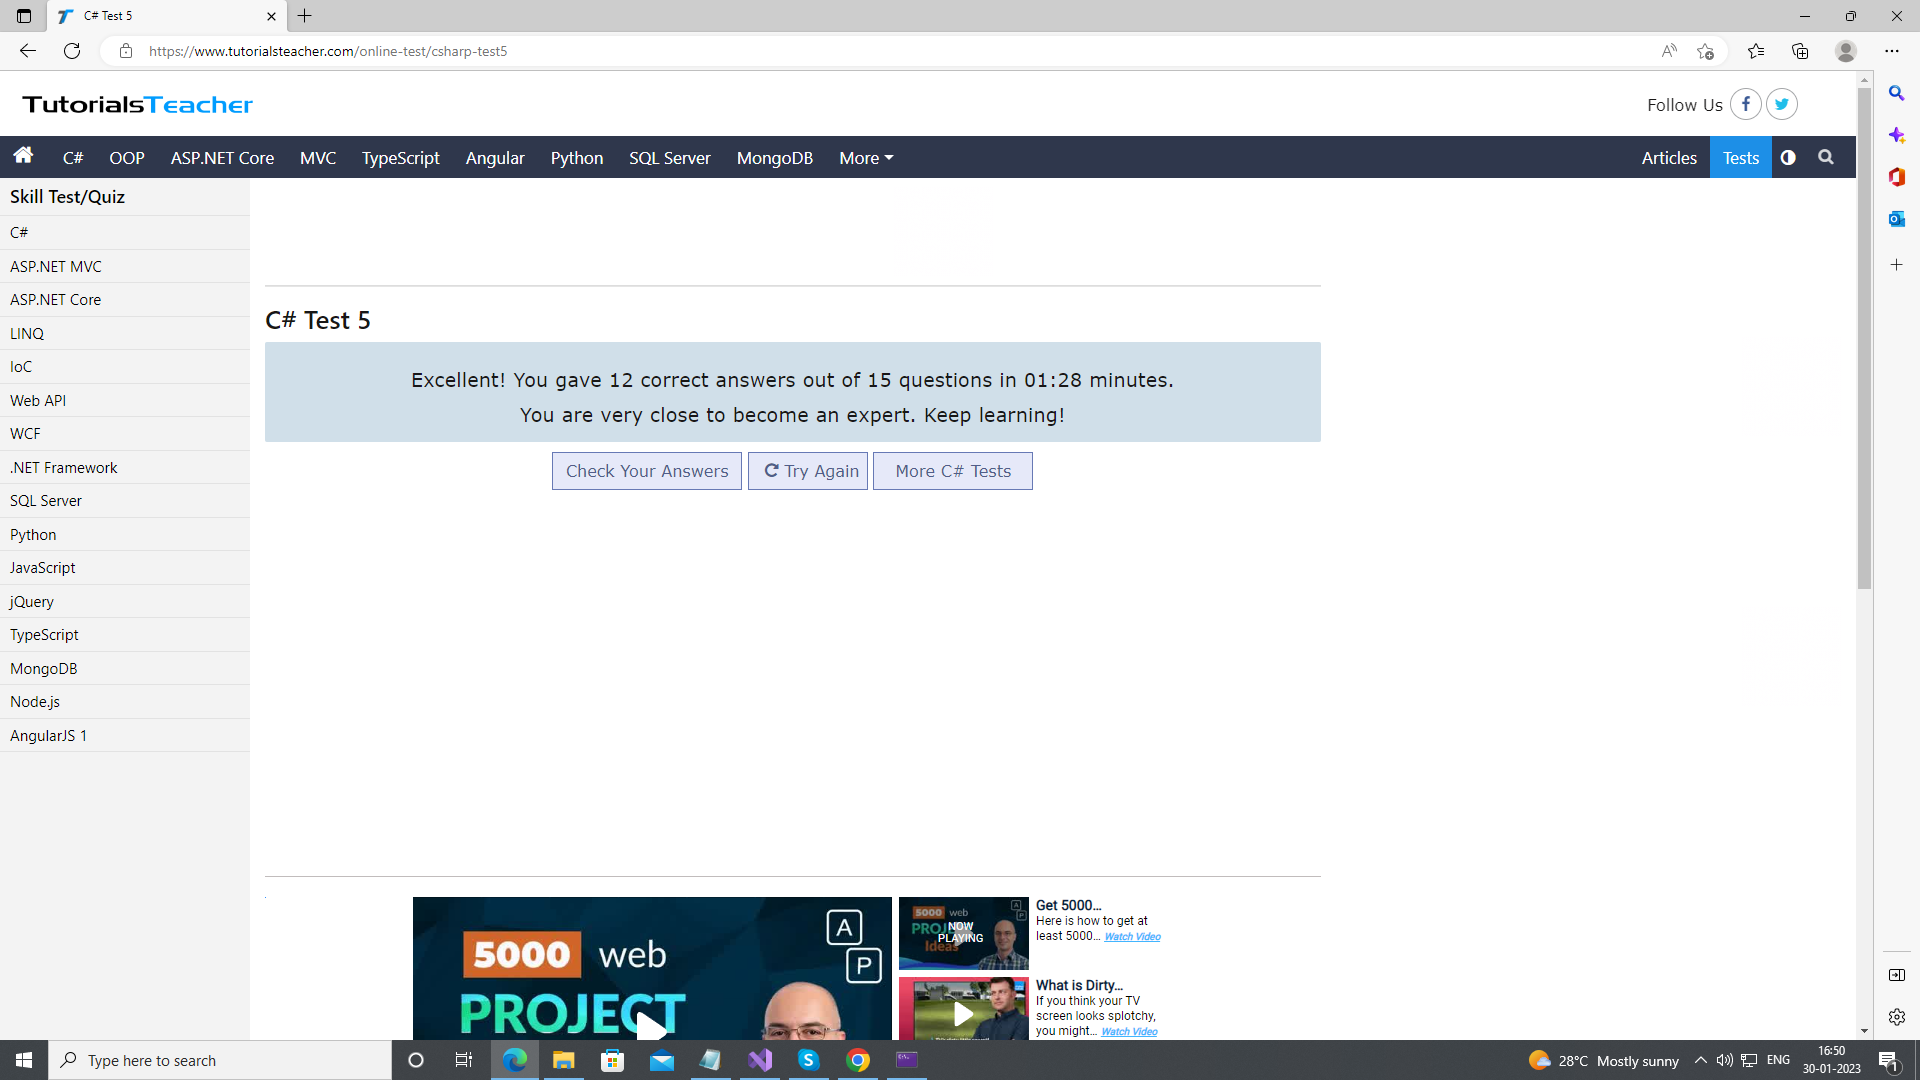 C# Test 5
https://www.tutorialsteacher.com/online-test/csharp-test5
TutorialsTeacher
Follow Us
C# OOP ASP.NET Core MVC TypeScript Angular Python SQL Server MongoDB More Articles Tests
Skill Test/Quiz
C#
ASP.NET MVC
ASP.NET Core
LINQ
IoC
Web API
WCF
.NET Framework
SQL Server
Python
JavaScript
jQuery
TypeScript
MongoDB
Node.js
AngularJS 1
C# Test 5
Excellent! You gave 12 correct answers out of 15 questions in 01:28 minutes.
You are very close to become an expert. Keep learning!
Check Your Answers Try Again More C# Tests
A
P
5000 web
PROJECT
5000 web
PROJE
Ideas
NOW
PLAYING
A
P
Get 5000...
Here is how to get at
least 5000... Watch Video
What is Dirty...
If you think your TV
screen looks splotchy,
you might... Watch Video
Type here to search
28°C Mostly sunny
ENG
16:50
30-01-2023
1